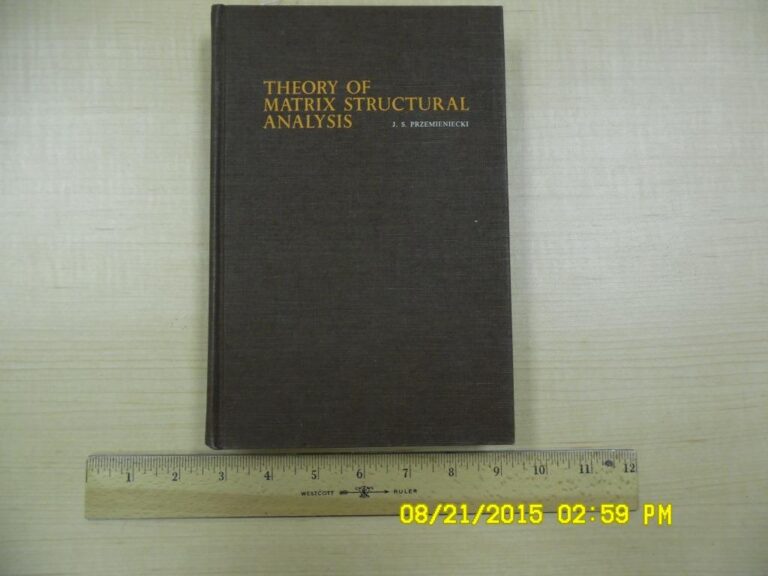 THEORY OF
MATRIX STRUCTURAL
ANALYSIS
J. S. PRZEMIENIECKI
1 2 3 4 5 6 7 8 9 10 11 12
WESTCOTT RULER
08/21/2015 02:59 PM